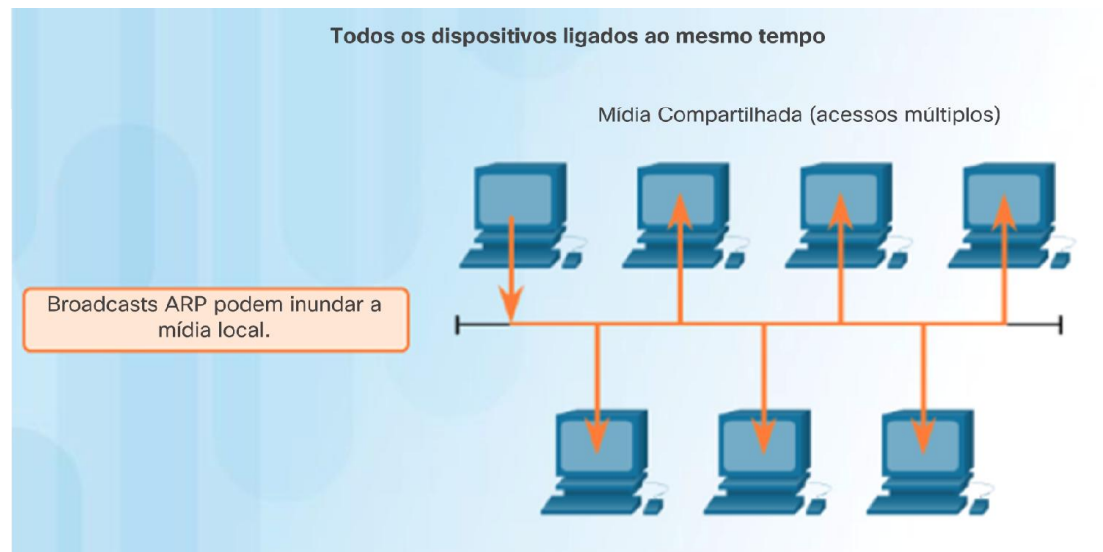 Todos os dispositivos ligados ao mesmo tempo
Mídia Compartilhada (acessos múltiplos)
Broadcasts ARP podem inundar a
mídia local.